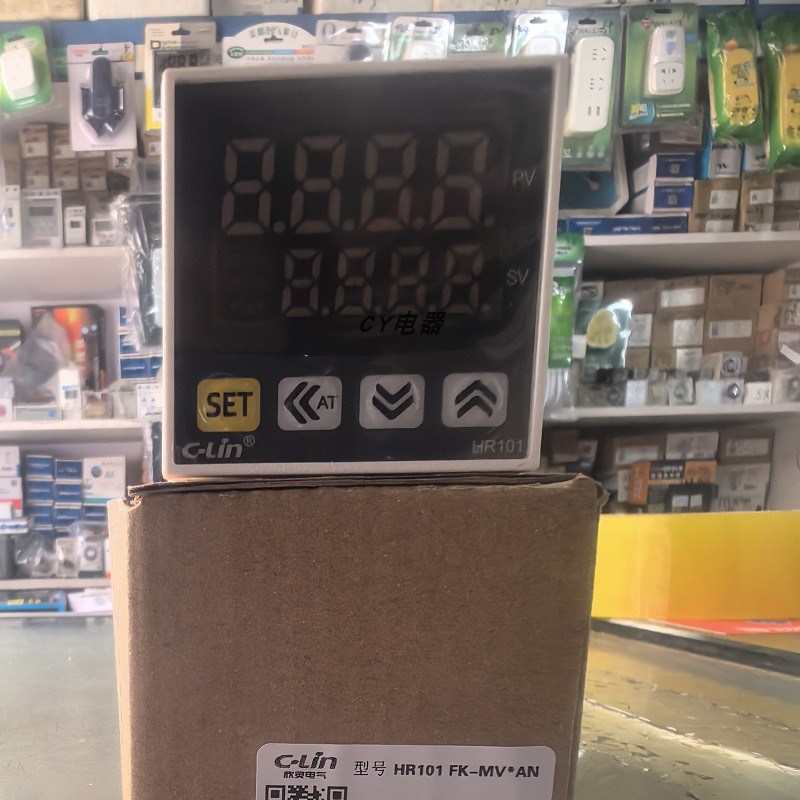 PV
SV
CY电器
SET
AT
C-Lin®
HR101
C-Lin
欣灵电气
型号 HR101 FK-MV*AN